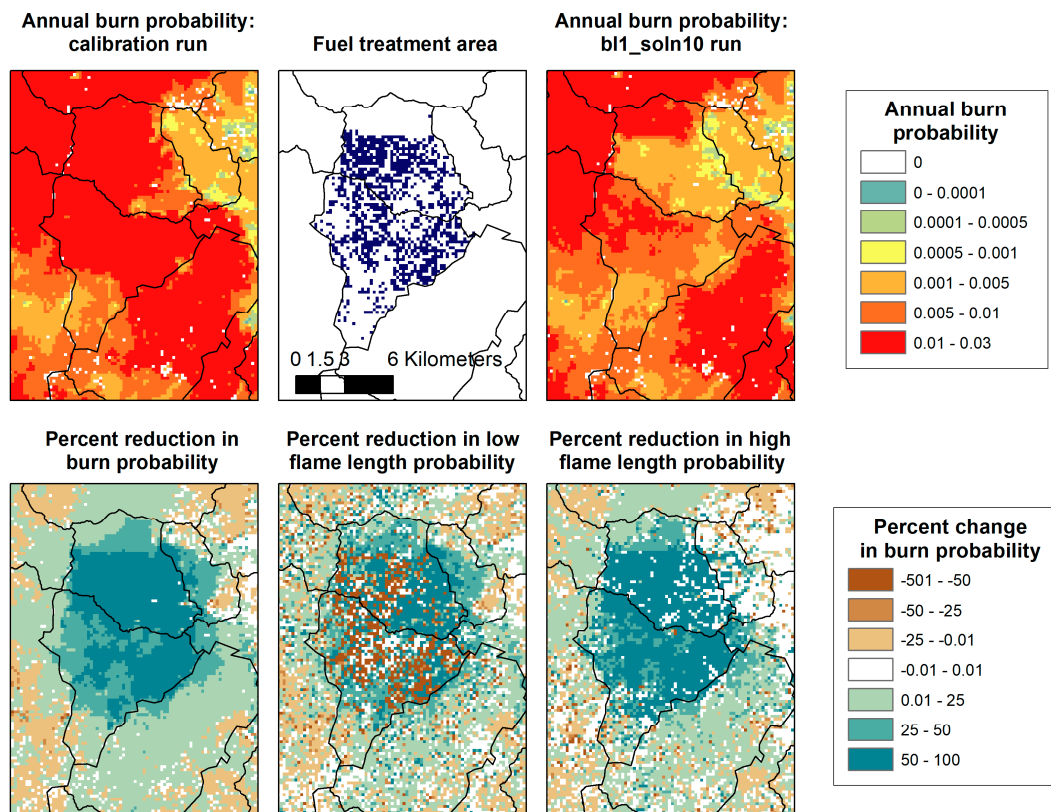 Annual burn probability:
calibration run
Fuel treatment area
Annual burn probability:
bl1_soln10 run
0 1.5 3 6 Kilometers
Annual burn
probability
0
0 - 0.0001
0.0001 - 0.0005
0.0005 - 0.001
0.001 - 0.005
0.005 - 0.01
0.01 - 0.03
Percent reduction in
burn probability
Percent reduction in low
flame length probability
Percent reduction in high
flame length probability
Percent change
in burn probability
-501 - -50
-50 - -25
-25 - -0.01
-0.01 - 0.01
0.01 - 25
25 - 50
50 - 100